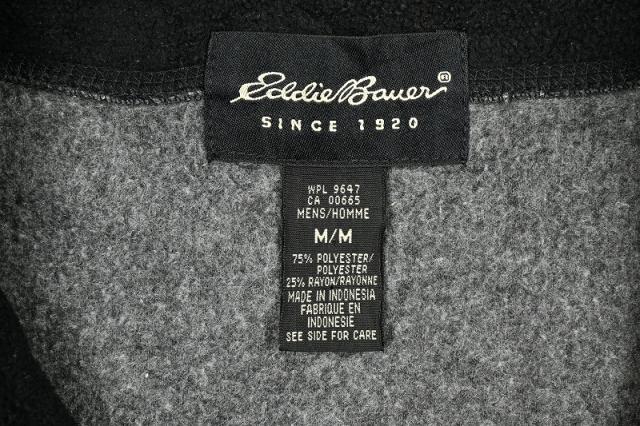 Eddie Bauer®
SINCE 1920
WPL 9647
CA 00665
MENS/HOMME
M/M
75% POLYESTER/
POLYESTER
25% RAYON/RAYONNE
MADE IN INDONESIA
FABRIQUE EN
INDONESIE
SEE SIDE FOR CARE